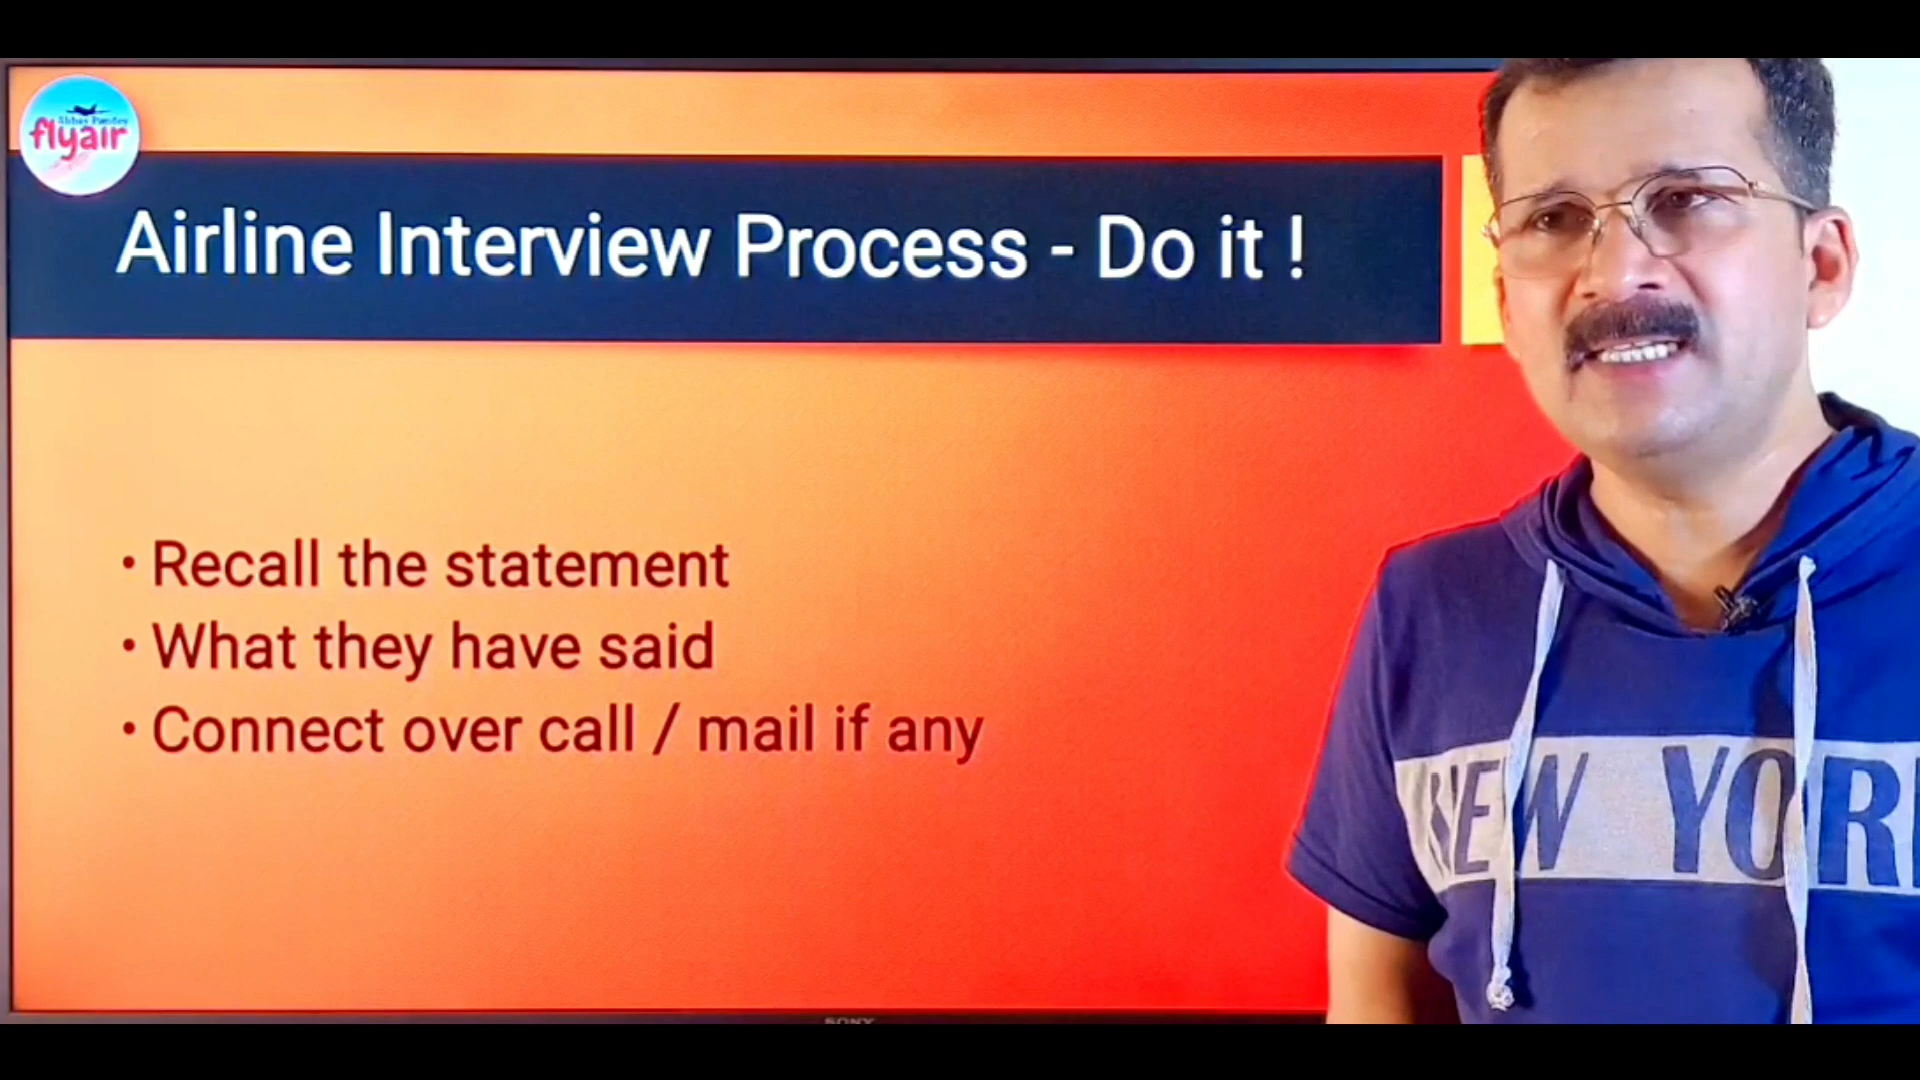 flyair
Airline Interview Process - Do it !
• Recall the statement
• What they have said
• Connect over call / mail if any
NEW YOR
SONY